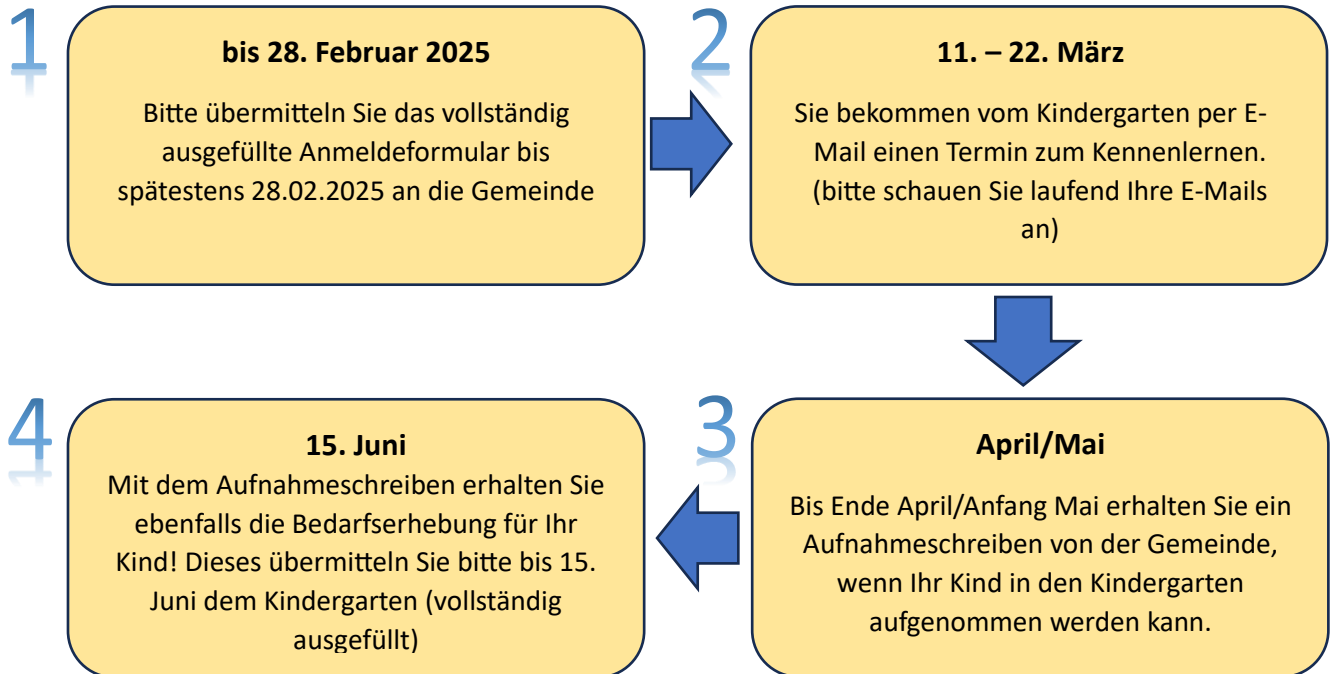 1
bis 28. Februar 2025
Bitte übermitteln Sie das vollständig
ausgefüllte Anmeldeformular bis
spätestens 28.02.2025 an die Gemeinde
2
11. – 22. März
Sie bekommen vom Kindergarten per E-
Mail einen Termin zum Kennenlernen.
(bitte schauen Sie laufend Ihre E-Mails
an)
3
April/Mai
Bis Ende April/Anfang Mai erhalten Sie ein
Aufnahmeschreiben von der Gemeinde,
wenn Ihr Kind in den Kindergarten
aufgenommen werden kann.
4
15. Juni
Mit dem Aufnahmeschreiben erhalten Sie
ebenfalls die Bedarfserhebung für Ihr
Kind! Dieses übermitteln Sie bitte bis 15.
Juni dem Kindergarten (vollständig
ausgefüllt)